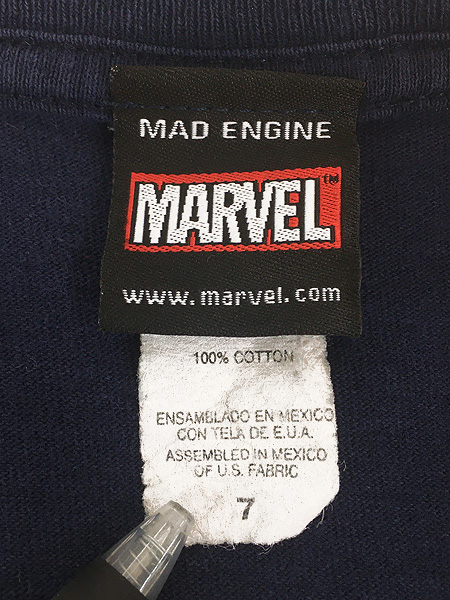 MAD ENGINE
MARVEL™
www.marvel.com
100% COTTON
ENSAMBLADO EN MEXICO
CON TELA DE E.U.A.
ASSEMBLED IN MEXICO
OF U.S. FABRIC
7